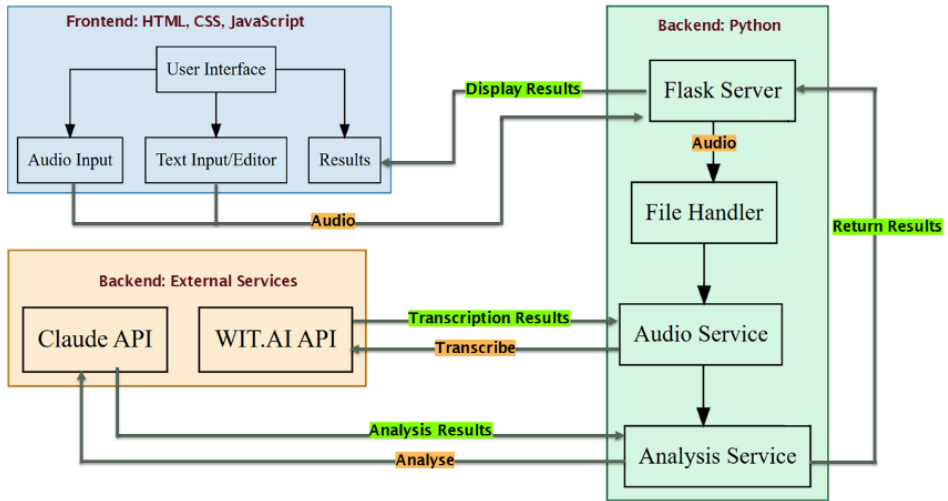 Frontend: HTML, CSS, JavaScript
User Interface
Audio Input
Text Input/Editor
Results
Backend: Python
Flask Server
Display Results
Audio
File Handler
Audio
Return Results
Backend: External Services
Claude API
WIT.AI API
Transcription Results
Transcribe
Audio Service
Analysis Results
Analyse
Analysis Service